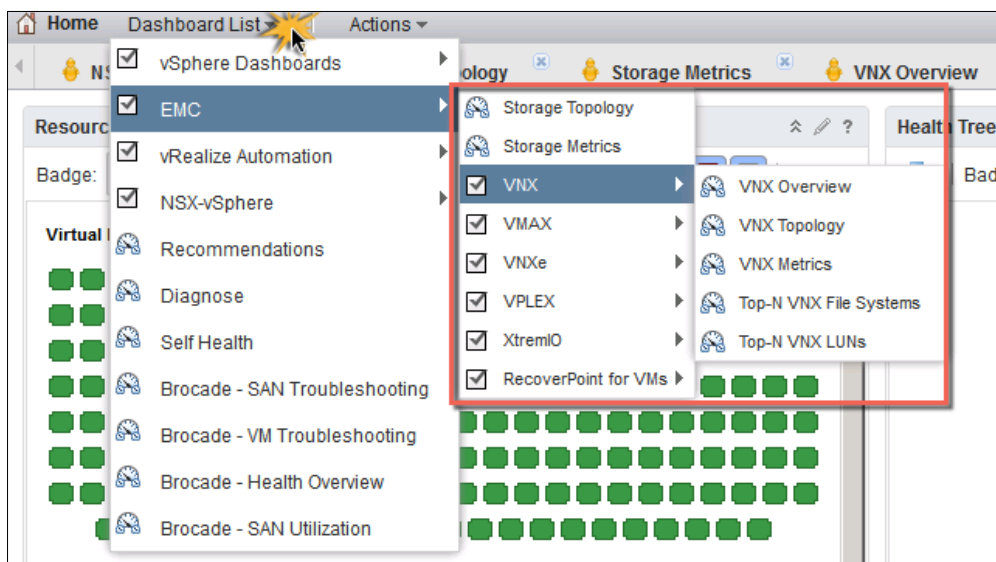 Home Dashboard List Actions
NS
ology
Storage Metrics
VNX Overview
vSphere Dashboards
EMC
vRealize Automation
NSX-vSphere
Recommendations
Diagnose
Self Health
Brocade - SAN Troubleshooting
Brocade - VM Troubleshooting
Brocade - Health Overview
Brocade - SAN Utilization
Storage Topology
Storage Metrics
VNX
VMAX
VNXe
VPLEX
XtremIO
RecoverPoint for VMs
VNX Overview
VNX Topology
VNX Metrics
Top-N VNX File Systems
Top-N VNX LUNs
Resourc
?
Health Tree
Badge:
Bad
Virtual